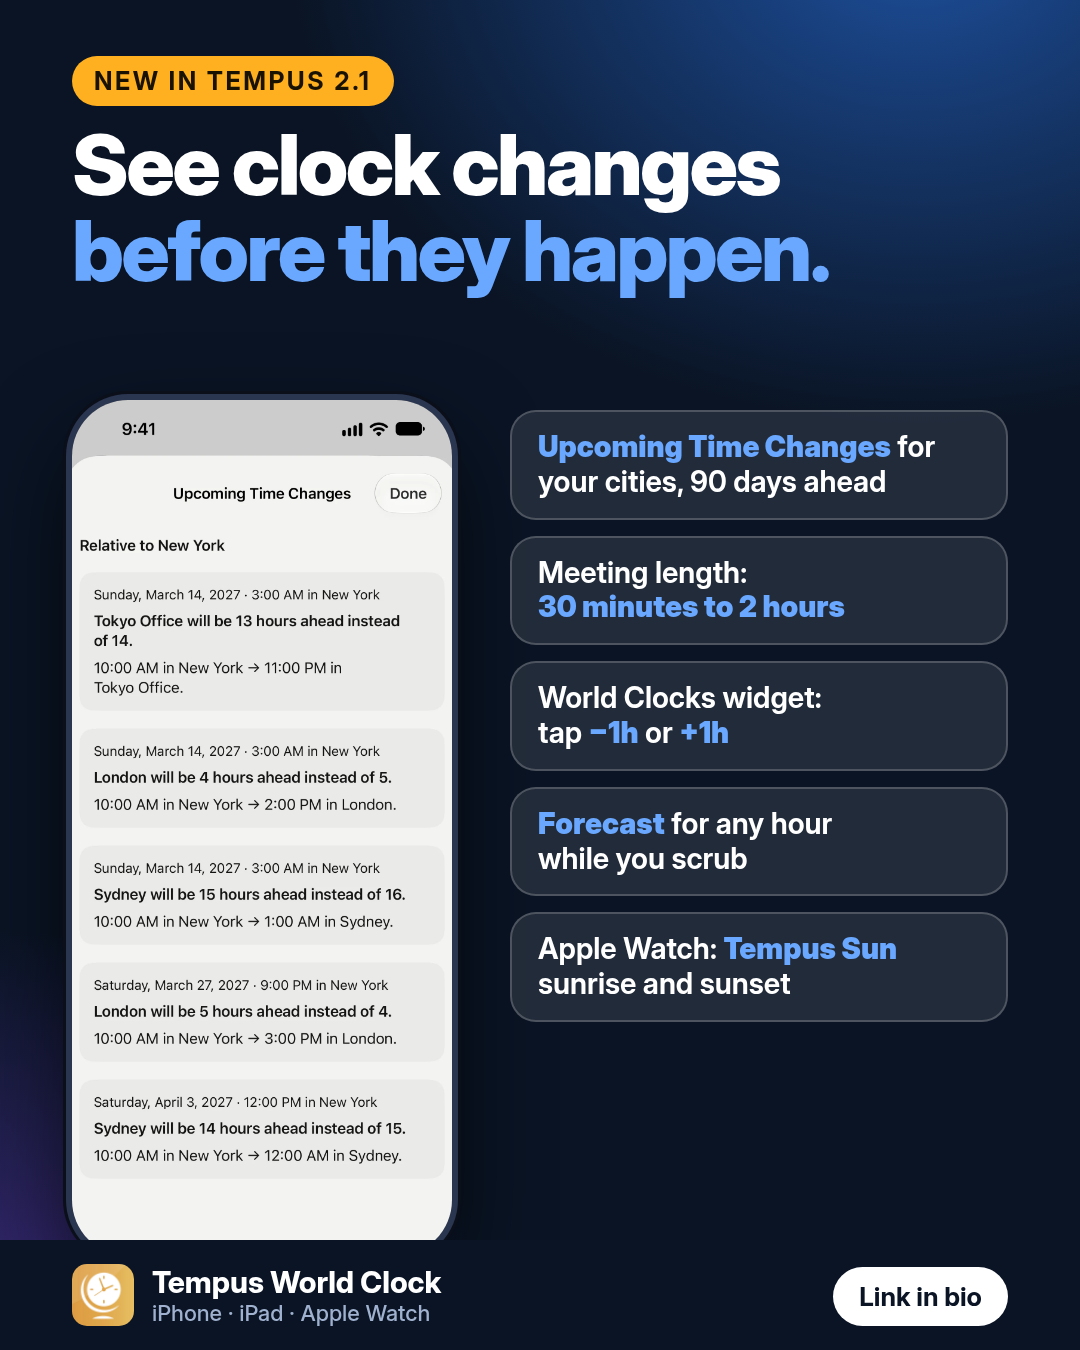 NEW IN TEMPUS 2.1
See clock changes
before they happen.
9:41
Upcoming Time Changes
Done
Relative to New York
Sunday, March 14, 2027 · 3:00 AM in New York
Tokyo Office will be 13 hours ahead instead
of 14.
10:00 AM in New York → 11:00 PM in
Tokyo Office.
Sunday, March 14, 2027 · 3:00 AM in New York
London will be 4 hours ahead instead of 5.
10:00 AM in New York → 2:00 PM in London.
Sunday, March 14, 2027 · 3:00 AM in New York
Sydney will be 15 hours ahead instead of 16.
10:00 AM in New York → 1:00 AM in Sydney.
Saturday, March 27, 2027 · 9:00 PM in New York
London will be 5 hours ahead instead of 4.
10:00 AM in New York → 3:00 PM in London.
Saturday, April 3, 2027 · 12:00 PM in New York
Sydney will be 14 hours ahead instead of 15.
10:00 AM in New York → 12:00 AM in Sydney.
Upcoming Time Changes for
your cities, 90 days ahead
Meeting length:
30 minutes to 2 hours
World Clocks widget:
tap −1h or +1h
Forecast for any hour
while you scrub
Apple Watch: Tempus Sun
sunrise and sunset
Tempus World Clock
iPhone · iPad · Apple Watch
Link in bio